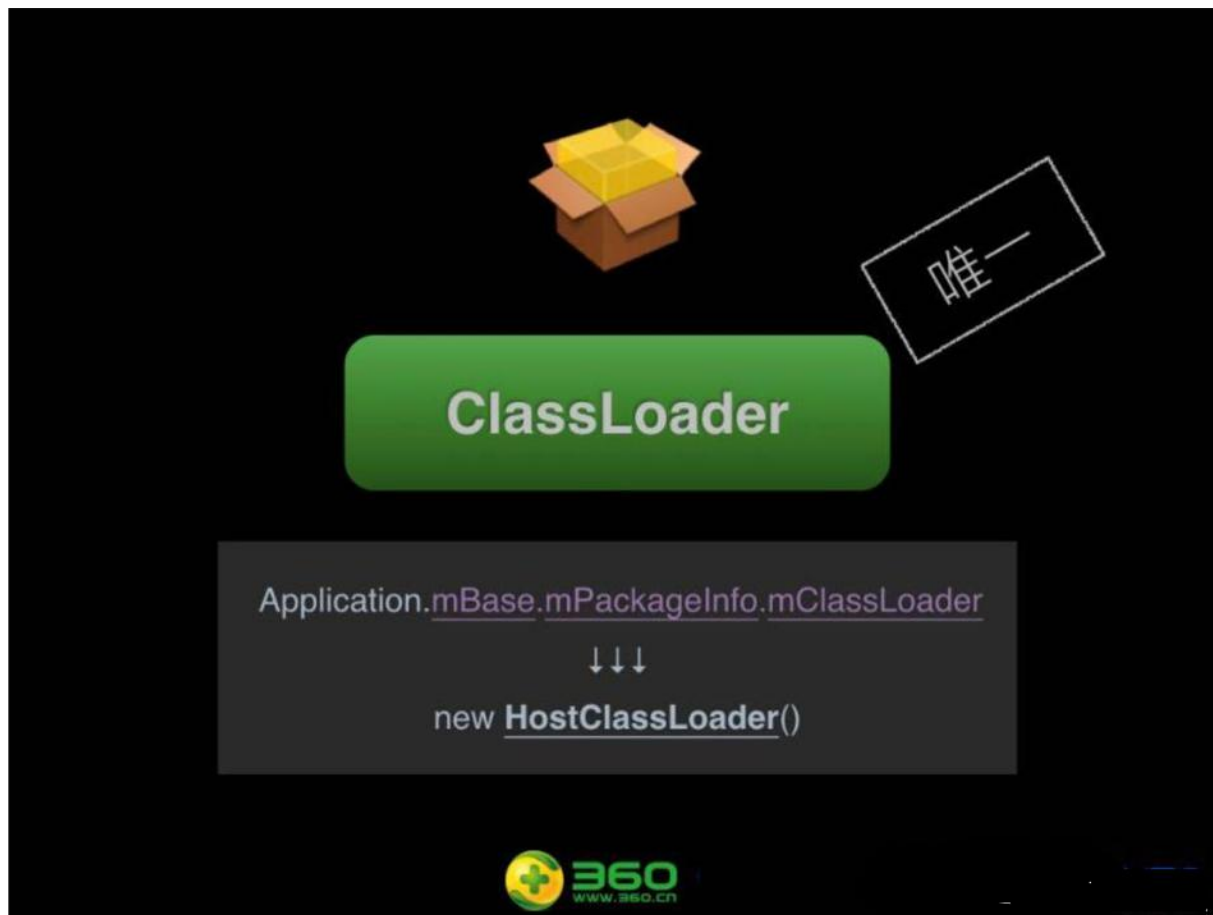 唯一
ClassLoader
Application.mBase.mPackageInfo.mClassLoader
↓↓↓
new HostClassLoader()
360
www.360.cn